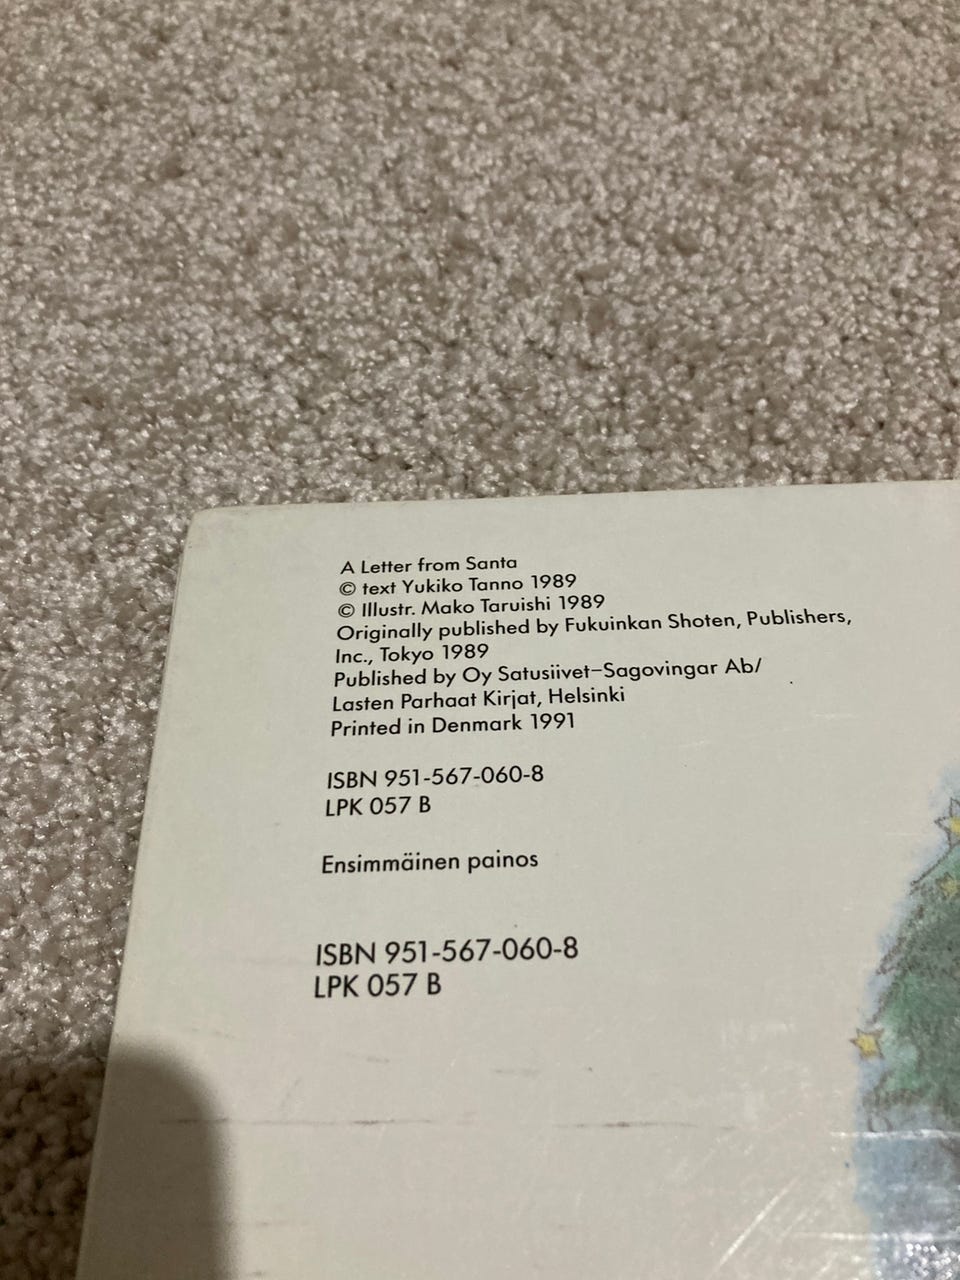 A Letter from Santa
© text Yukiko Tanno 1989
© Illustr. Mako Taruishi 1989
Originally published by Fukuinkan Shoten, Publishers,
Inc., Tokyo 1989
Published by Oy Satusiivet–Sagovingar Ab/
Lasten Parhaat Kirjat, Helsinki
Printed in Denmark 1991
ISBN 951-567-060-8
LPK 057 B
Ensimmäinen painos
ISBN 951-567-060-8
LPK 057 B